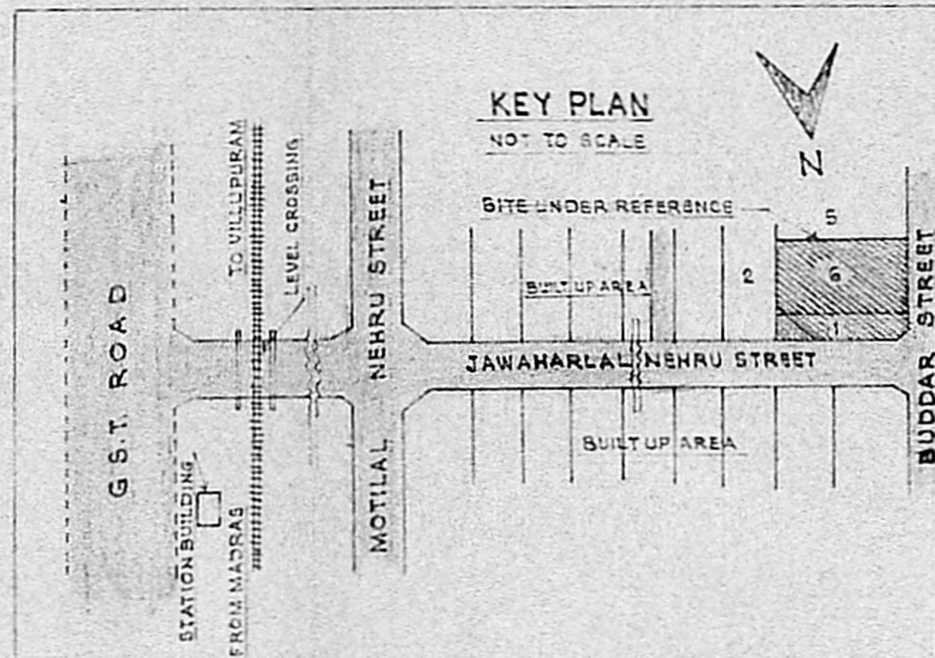 KEY PLAN
NOT TO SCALE
N
SITE UNDER REFERENCE
5
6
1
2
BUILT UP AREA
JAWAHARLAL NEHRU STREET
BUILT UP AREA
BUDDAR STREET
MOTILAL NEHRU STREET
LEVEL CROSSING
TO VILLUPURAM
FROM MADRAS
STATION BUILDING
G.S.T. ROAD